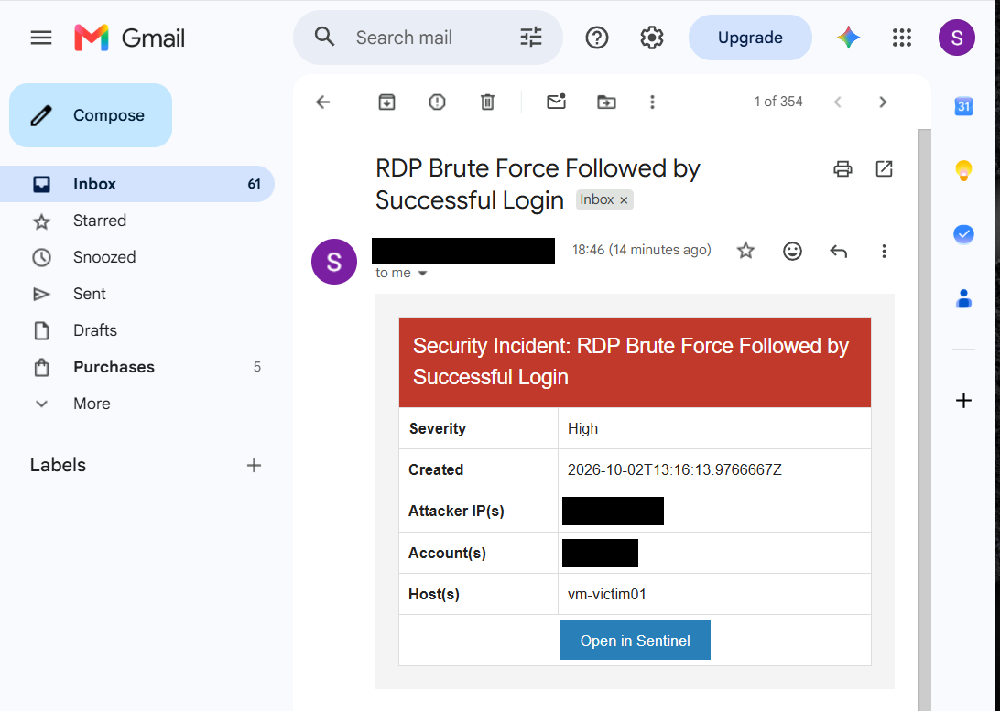 Gmail
Search mail
Upgrade
S
Compose
1 of 354
31
Inbox 61
Starred
Snoozed
Sent
Drafts
Purchases 5
More
Labels
RDP Brute Force Followed by
Successful Login Inbox ×
S
18:46 (14 minutes ago)
to me
Security Incident: RDP Brute Force Followed by
Successful Login
Severity High
Created 2026-10-02T13:16:13.9766667Z
Attacker IP(s)
Account(s)
Host(s) vm-victim01
Open in Sentinel